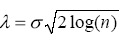 λ = σ√2 log(n)